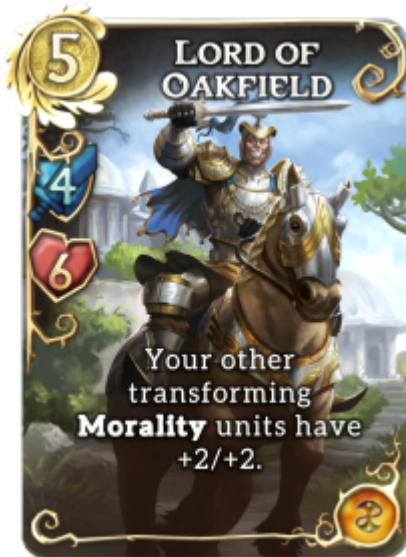 5
LORD OF
OAKFIELD
4
6
Your other
transforming
Morality units have
+2/+2.